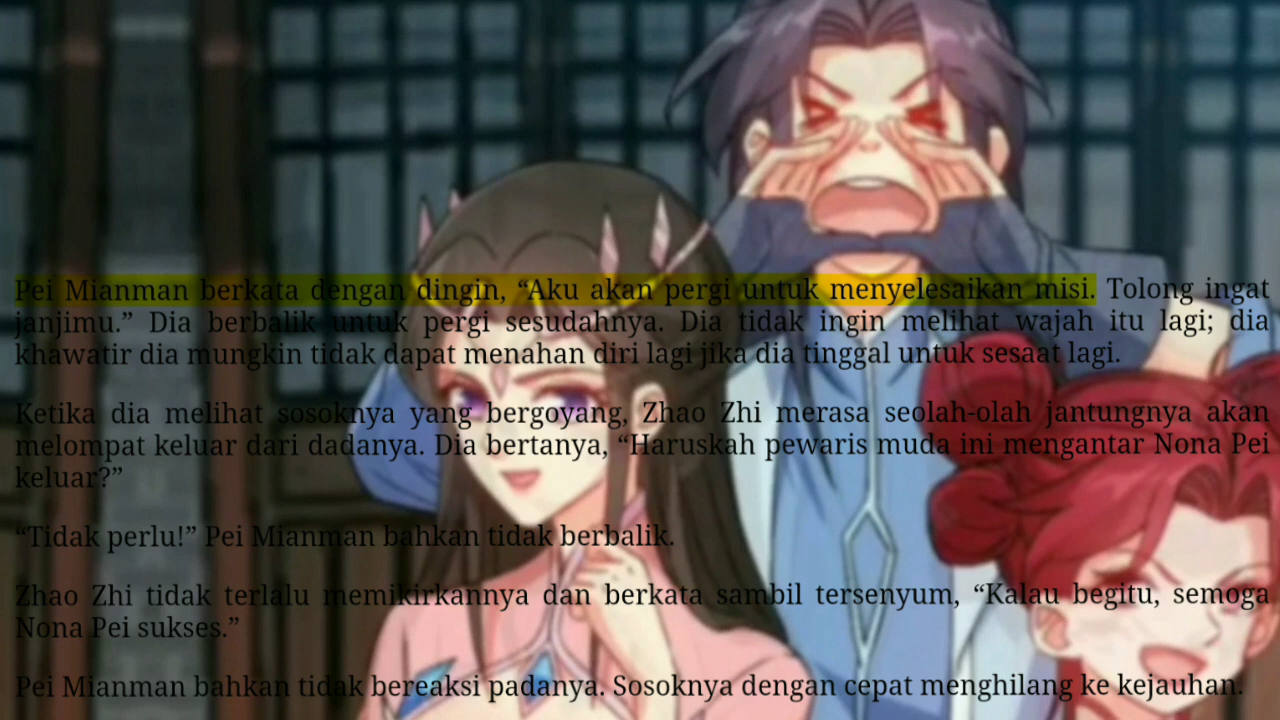 Pei Mianman berkata dengan dingin, “Aku akan pergi untuk menyelesaikan misi. Tolong ingat
janjimu.” Dia berbalik untuk pergi sesudahnya. Dia tidak ingin melihat wajah itu lagi; dia
khawatir dia mungkin tidak dapat menahan diri lagi jika dia tinggal untuk sesaat lagi.
Ketika dia melihat sosoknya yang bergoyang, Zhao Zhi merasa seolah-olah jantungnya akan
melompat keluar dari dadanya. Dia bertanya, “Haruskah pewaris muda ini mengantar Nona Pei
keluar?”
“Tidak perlu!” Pei Mianman bahkan tidak berbalik.
Zhao Zhi tidak terlalu memikirkannya dan berkata sambil tersenyum, “Kalau begitu, semoga
Nona Pei sukses.”
Pei Mianman bahkan tidak bereaksi padanya. Sosoknya dengan cepat menghilang ke kejauhan.